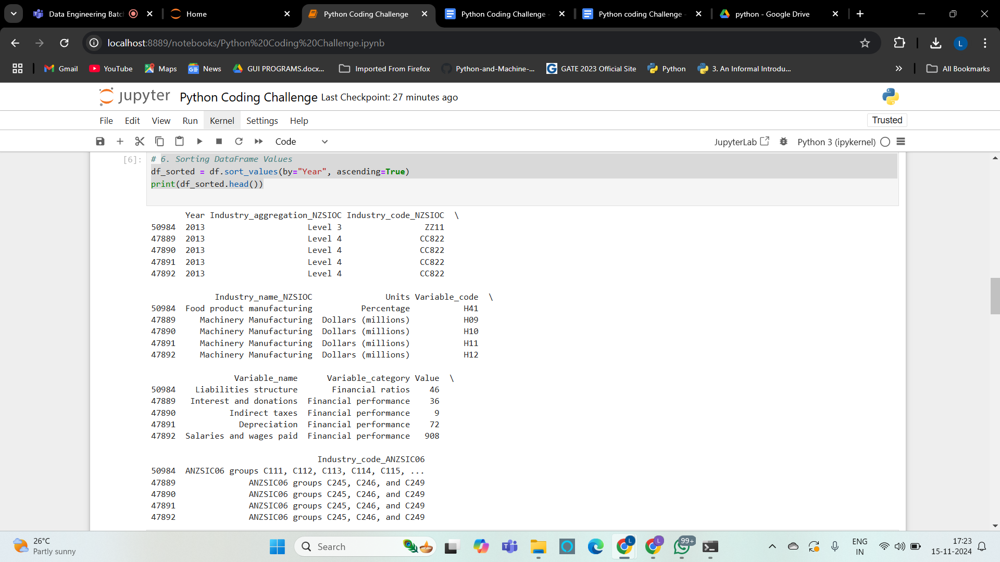 Data Engineering Batc
Home
Python Coding Challenge
Python Coding Challenge -
Python coding Challenge -
python - Google Drive
localhost:8889/notebooks/Python%20Coding%20Challenge.ipynb
L
Gmail
YouTube
Maps
News
GUI PROGRAMS.docx...
Imported From Firefox
Python-and-Machine-...
GATE 2023 Official Site
Python
3. An Informal Introdu...
All Bookmarks
jupyter Python Coding Challenge Last Checkpoint: 27 minutes ago
File Edit View Run Kernel Settings Help
Trusted
Code
JupyterLab
Python 3 (ipykernel)
[6]: # 6. Sorting DataFrame Values
df_sorted = df.sort_values(by="Year", ascending=True)
print(df_sorted.head())
Year Industry_aggregation_NZSIOC Industry_code_NZSIOC \
50984 2013 Level 3 ZZ11
47889 2013 Level 4 CC822
47890 2013 Level 4 CC822
47891 2013 Level 4 CC822
47892 2013 Level 4 CC822
Industry_name_NZSIOC Units Variable_code \
50984 Food product manufacturing Percentage H41
47889 Machinery Manufacturing Dollars (millions) H09
47890 Machinery Manufacturing Dollars (millions) H10
47891 Machinery Manufacturing Dollars (millions) H11
47892 Machinery Manufacturing Dollars (millions) H12
Variable_name Variable_category Value \
50984 Liabilities structure Financial ratios 46
47889 Interest and donations Financial performance 36
47890 Indirect taxes Financial performance 9
47891 Depreciation Financial performance 72
47892 Salaries and wages paid Financial performance 908
Industry_code_ANZSIC06
50984 ANZSIC06 groups C111, C112, C113, C114, C115, ...
47889 ANZSIC06 groups C245, C246, and C249
47890 ANZSIC06 groups C245, C246, and C249
47891 ANZSIC06 groups C245, C246, and C249
47892 ANZSIC06 groups C245, C246, and C249
26°C
Partly sunny
Search
L
L
99+
ENG
IN
17:23
15-11-2024